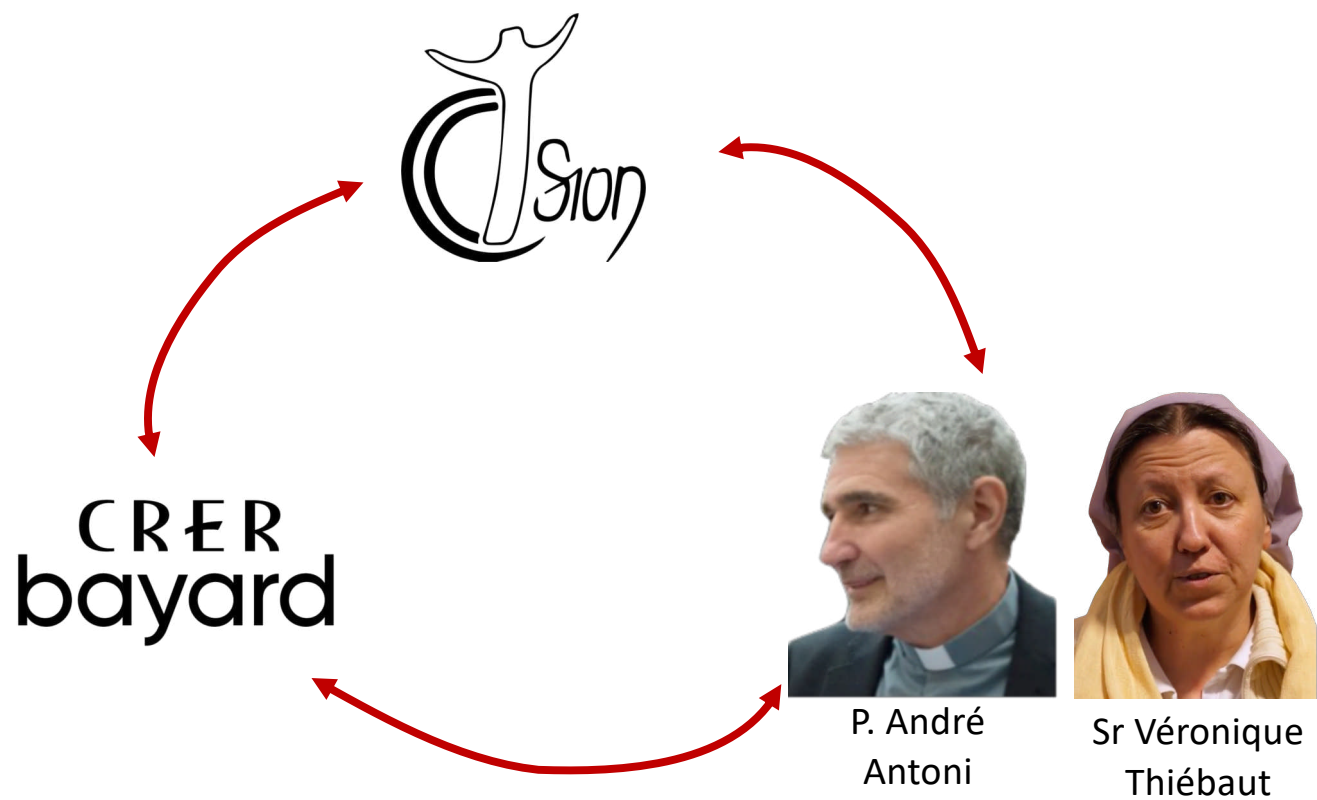 Sion
CRER
bayard
P. André
Antoni
Sr Véronique
Thiébaut